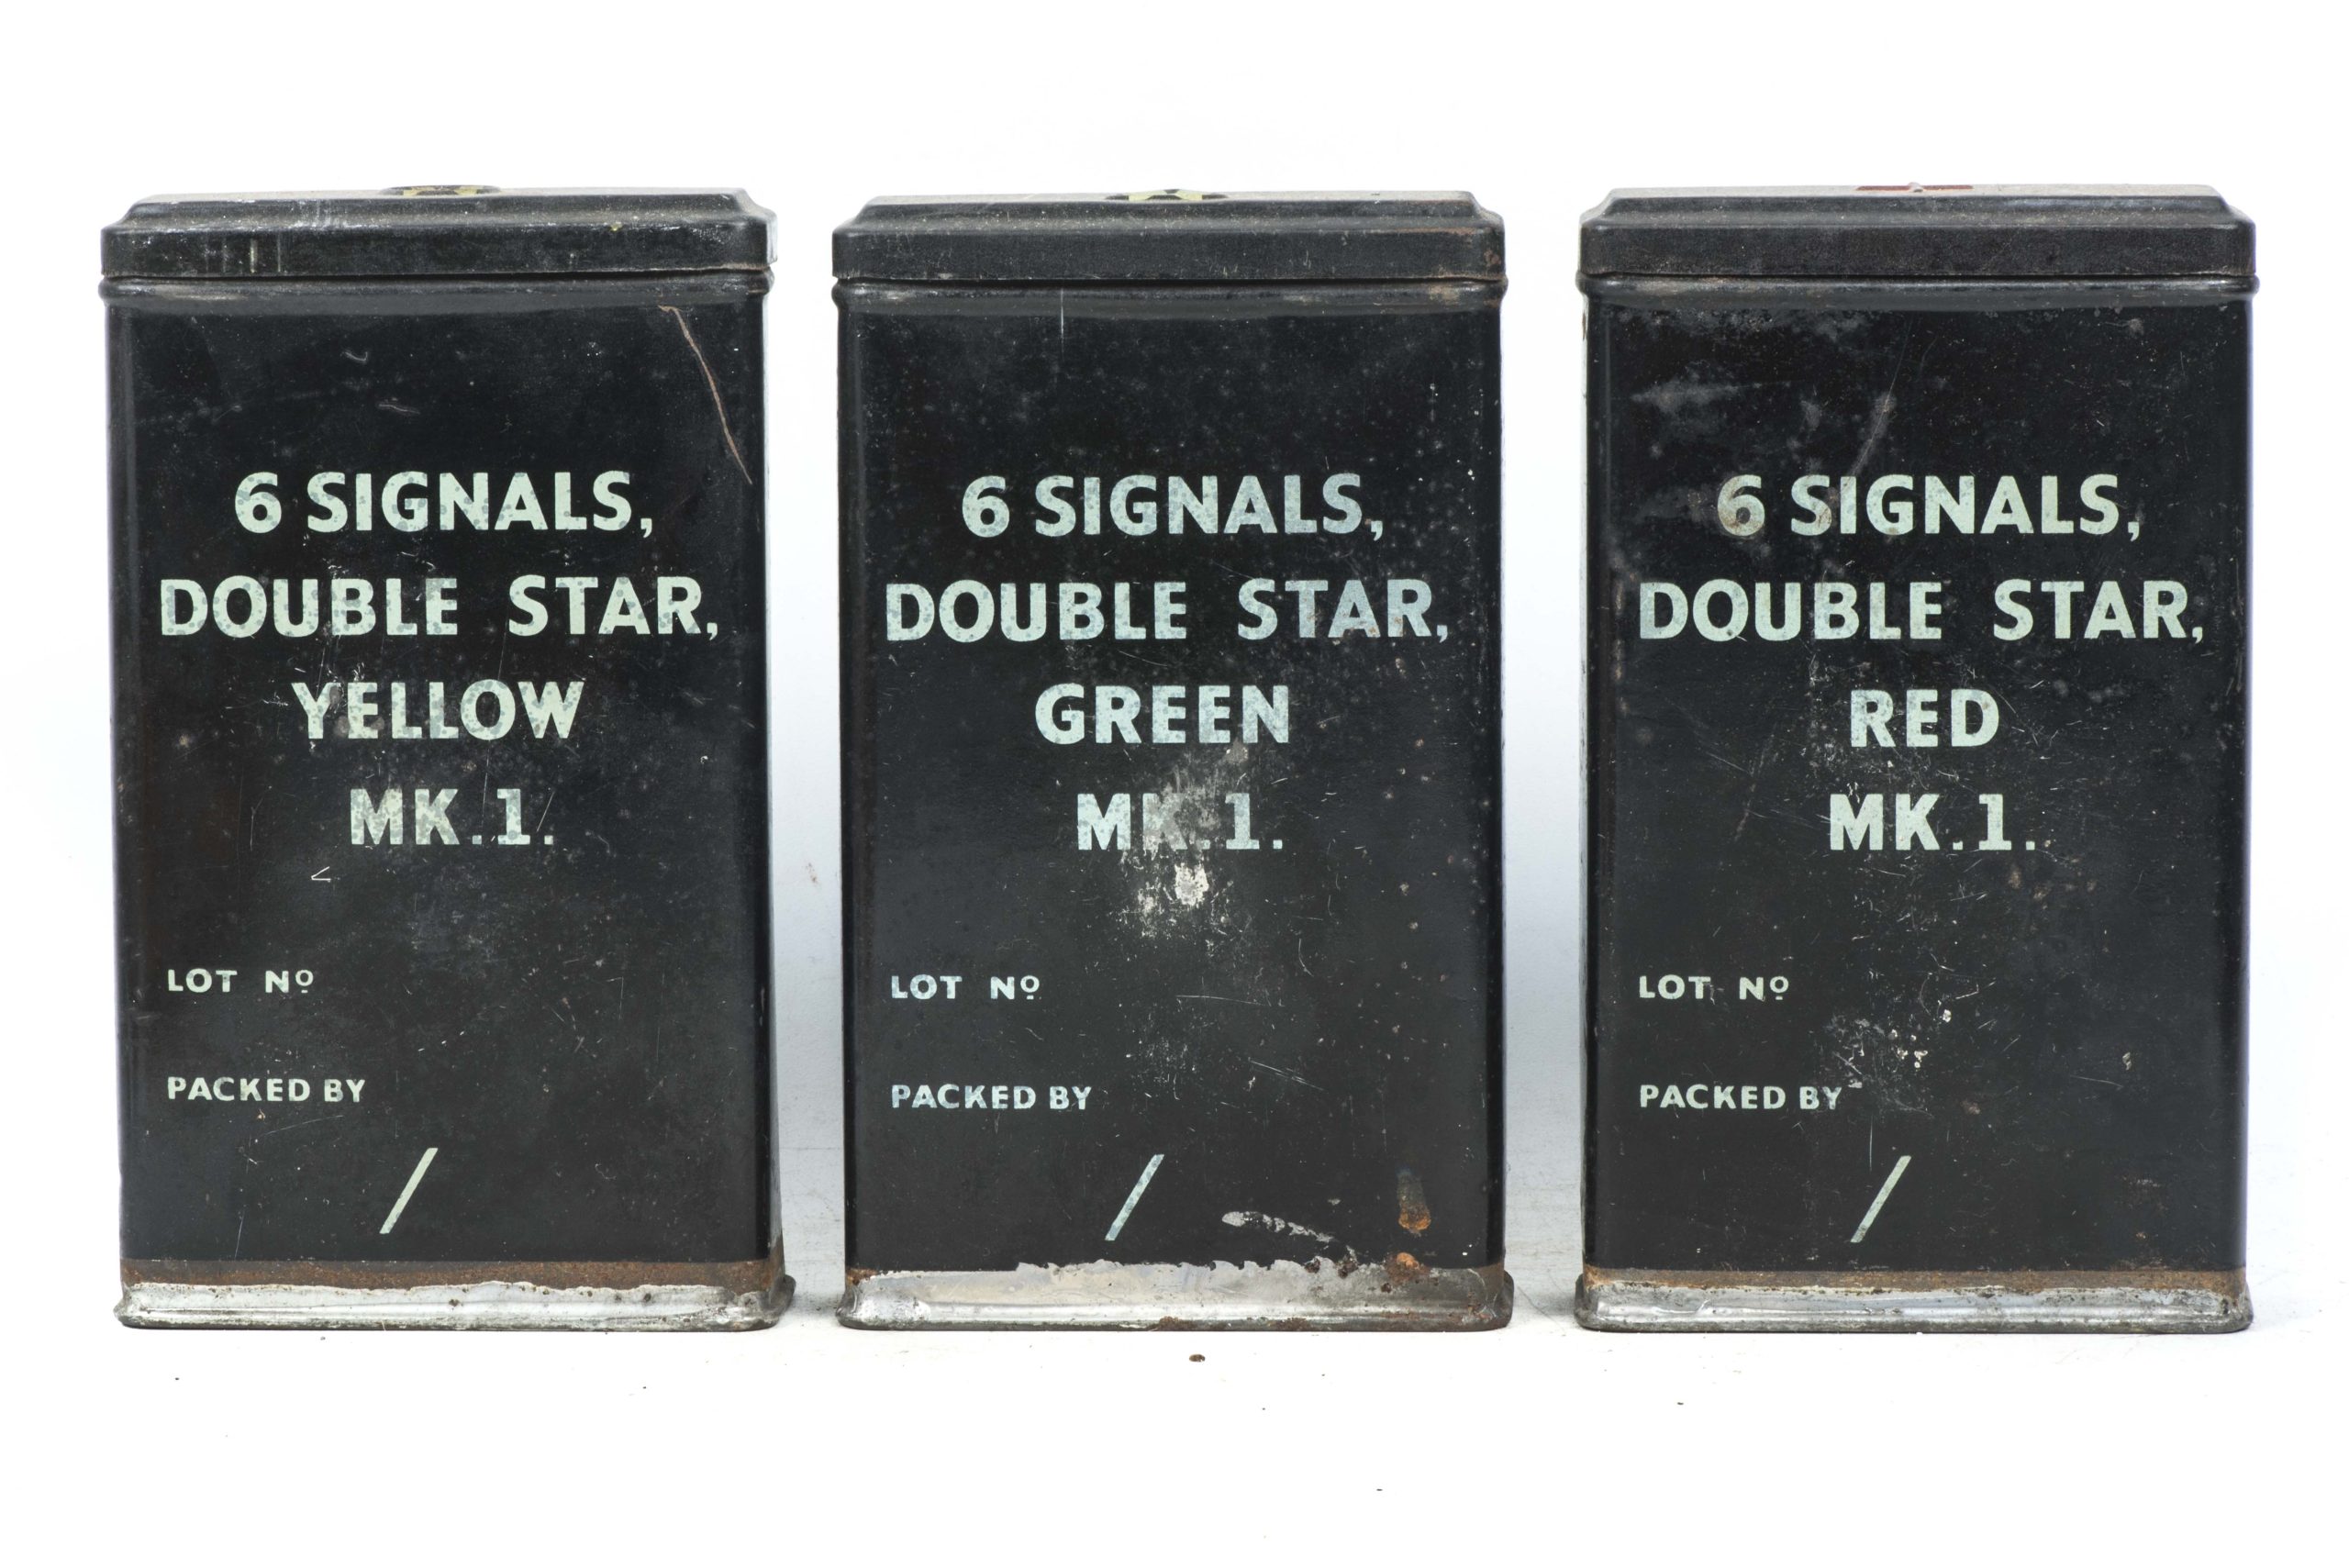 6 SIGNALS,
DOUBLE STAR,
YELLOW
MK.1.
LOT Nº
PACKED BY
/
6 SIGNALS,
DOUBLE STAR,
GREEN
MK.1.
LOT Nº
PACKED BY
/
6 SIGNALS,
DOUBLE STAR,
RED
MK.1.
LOT Nº
PACKED BY
/